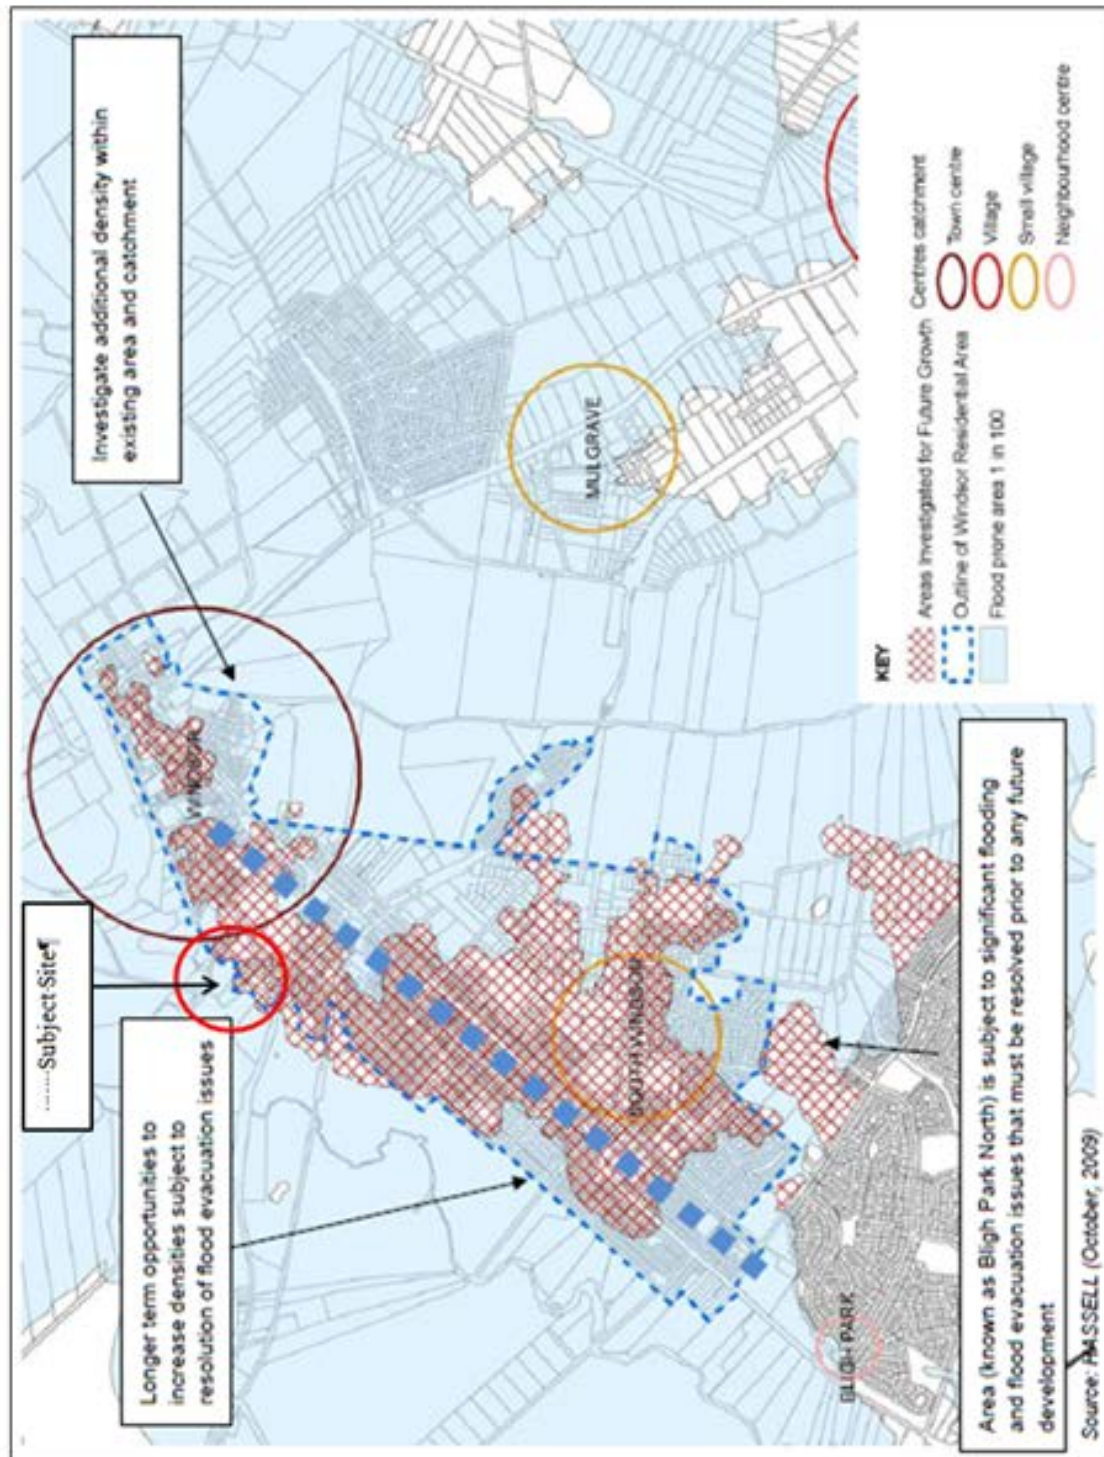 Investigate additional density within
existing area and catchment
.......Subject Site¶
Longer term opportunities to
increase densities subject to
resolution of flood evacuation issues
WINDSOR
MULGRAVE
SOUTH WINDSOR
BLIGH PARK
KEY
Areas Investigated for Future Growth
Outline of Windsor Residential Area
Flood prone area 1 in 100
Centres catchment
Town centre
Village
Small village
Neighbourhood centre
Area (known as Bligh Park North) is subject to significant flooding
and flood evacuation issues that must be resolved prior to any future
development
Source: HASSELL (October, 2009)